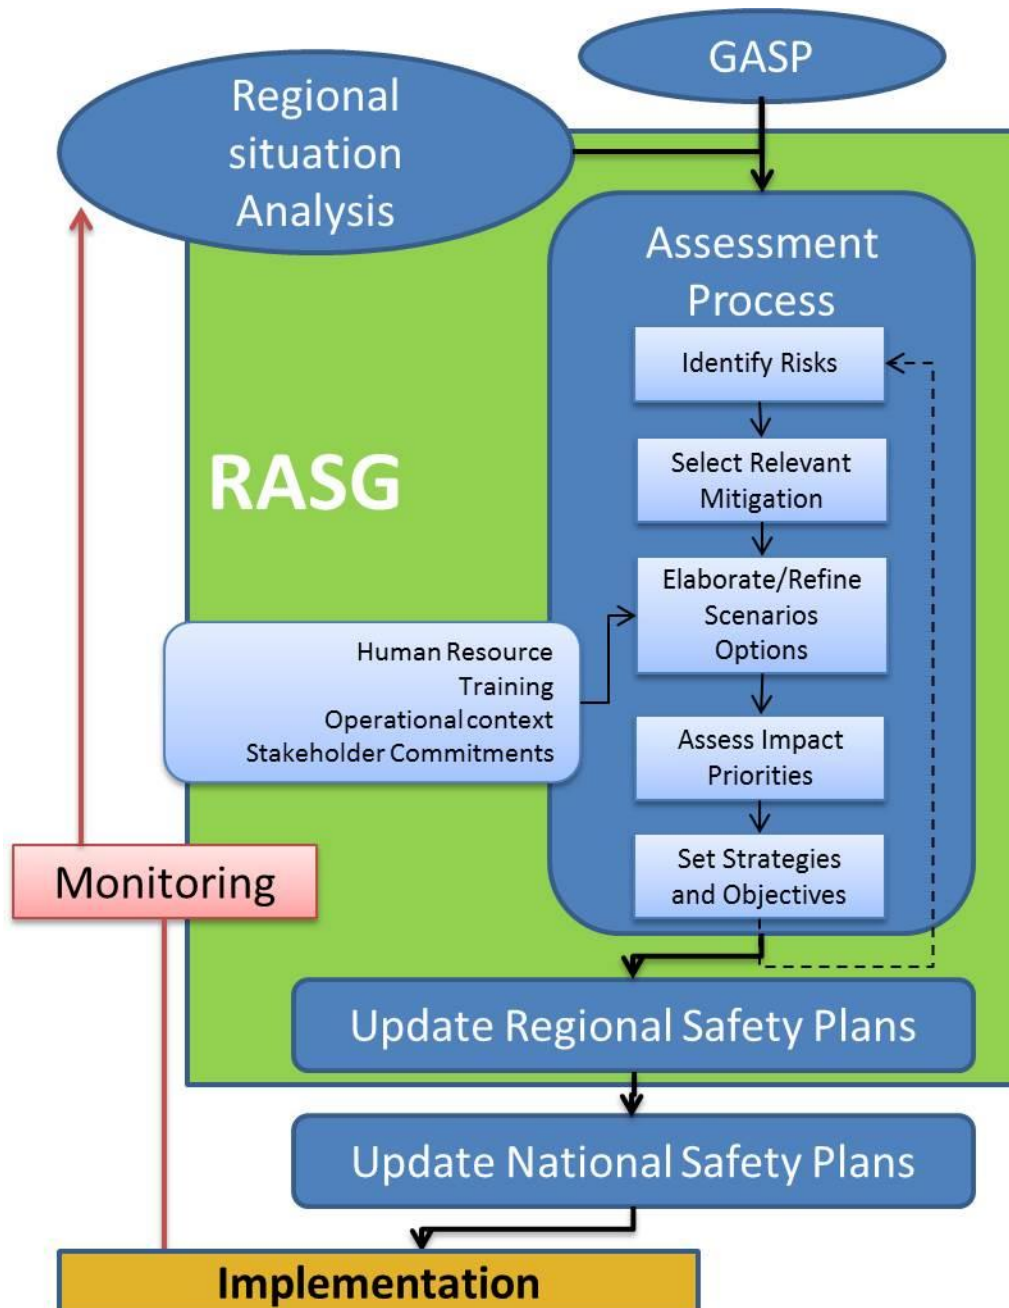 GASP
Regional
situation
Analysis
Assessment
Process
Identify Risks
Select Relevant
Mitigation
RASG
Elaborate/Refine
Scenarios
Options
Human Resource
Training
Operational context
Stakeholder Commitments
Assess Impact
Priorities
Set Strategies
and Objectives
Monitoring
Update Regional Safety Plans
Update National Safety Plans
Implementation